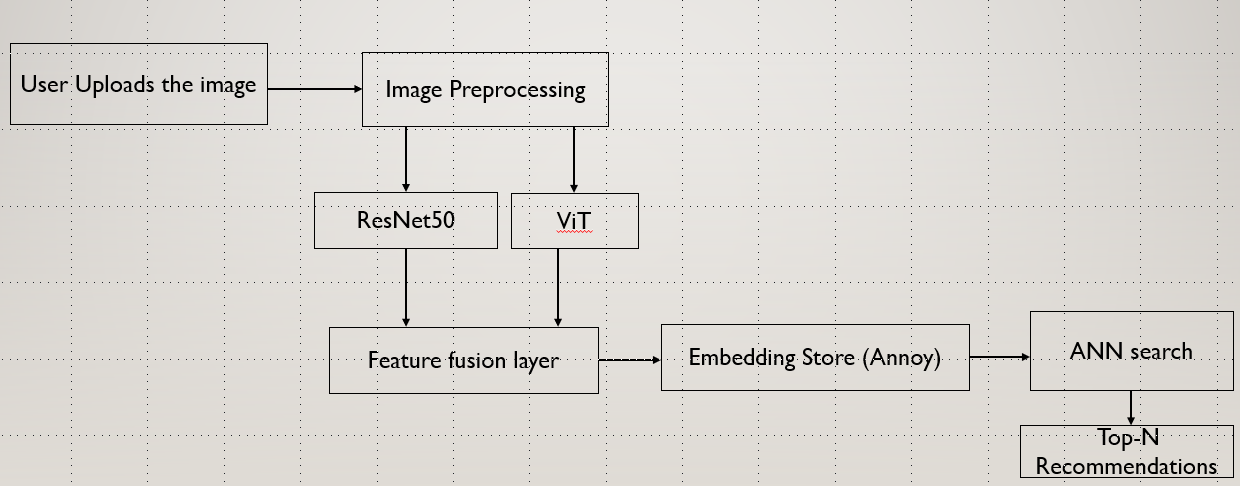 User Uploads the image
Image Preprocessing
ResNet50
ViT
Feature fusion layer
Embedding Store (Annoy)
ANN search
Top-N
Recommendations